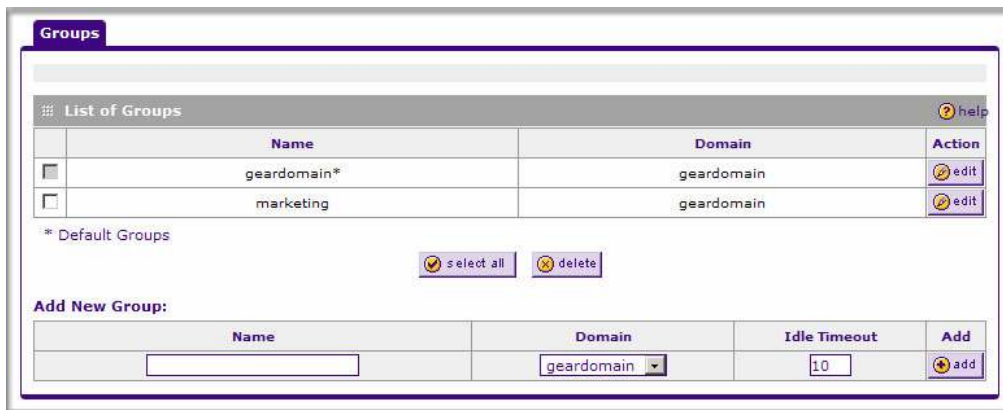 Groups
List of Groups
help
Name Domain Action
geardomain* geardomain edit
marketing geardomain edit
* Default Groups
select all delete
Add New Group:
Name Domain Idle Timeout Add
geardomain 10 add